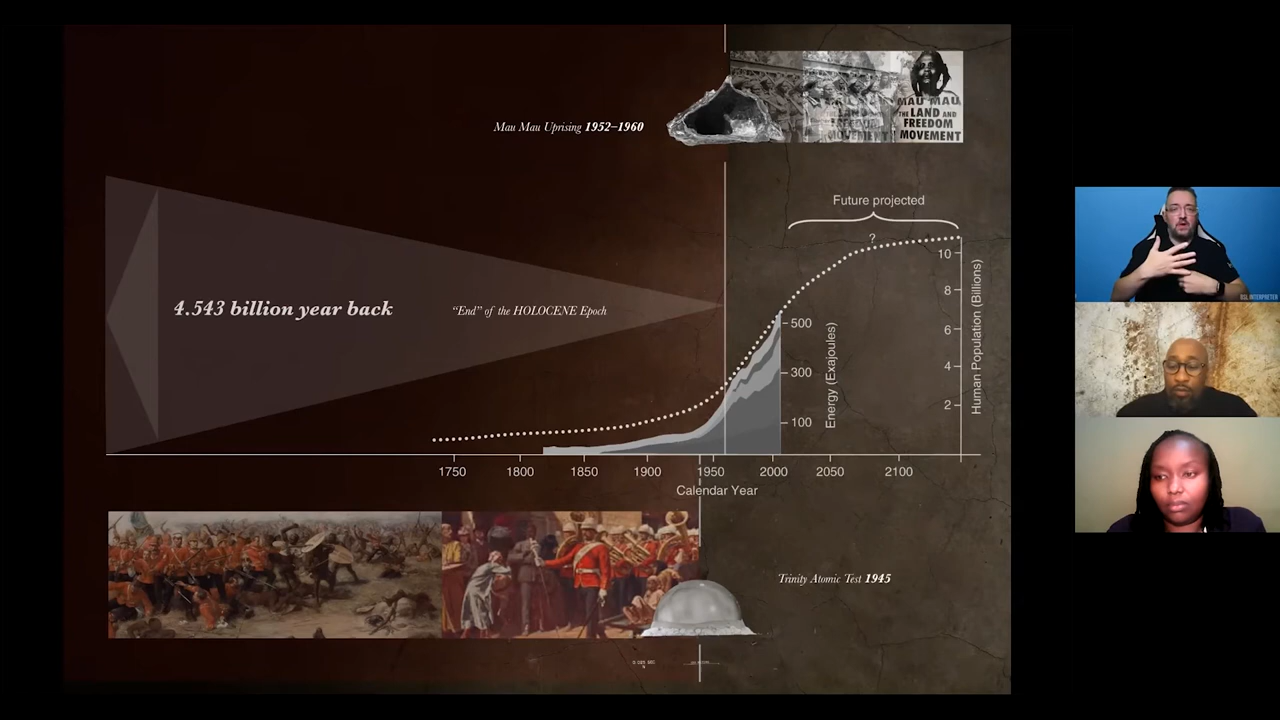 Mau Mau Uprising 1952–1960
MAU MAU
THE LAND AND
FREEDOM
MOVEMENT
Future projected
?
4.543 billion year back
“End” of the HOLOCENE Epoch
10
8
6
4
2
Human Population (Billions)
500
300
100
Energy (Exajoules)
1750 1800 1850 1900 1950 2000 2050 2100
Calendar Year
Trinity Atomic Test 1945
BSL INTERPRETER